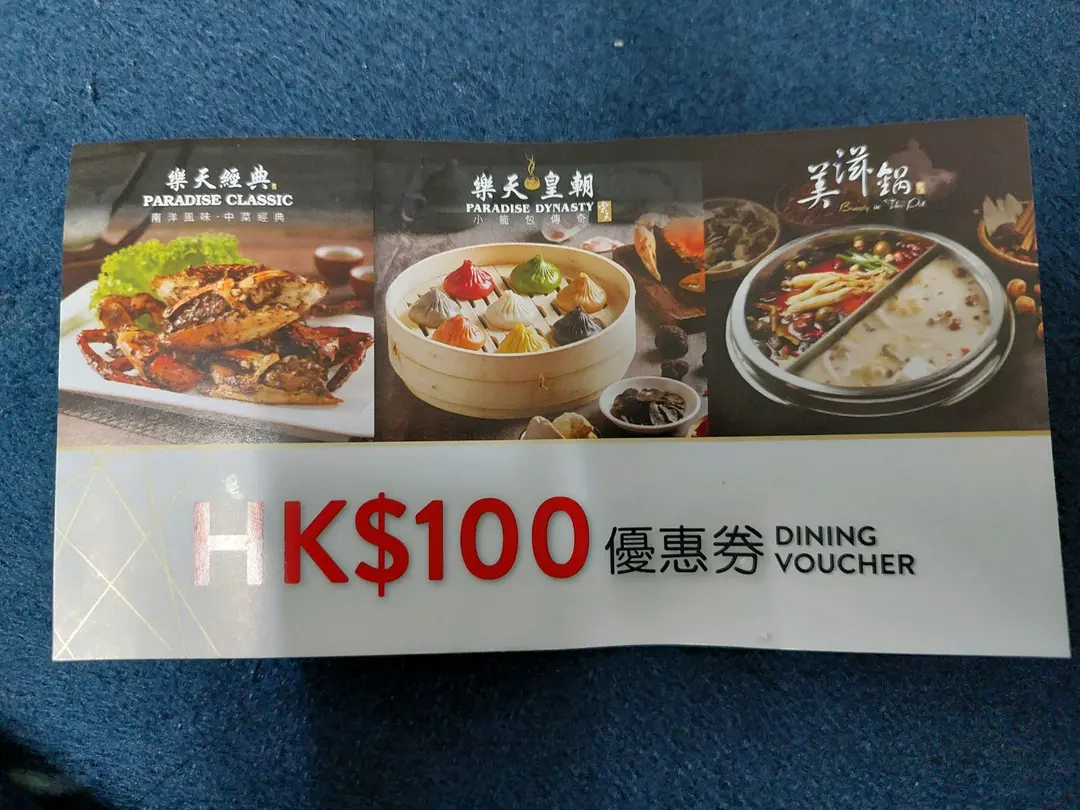 樂天經典
PARADISE CLASSIC
南洋風味·中菜經典
樂天皇朝
PARADISE DYNASTY
小籠包傳奇
美滋鍋
Beauty in The Pot
HK$100 優惠券 DINING VOUCHER